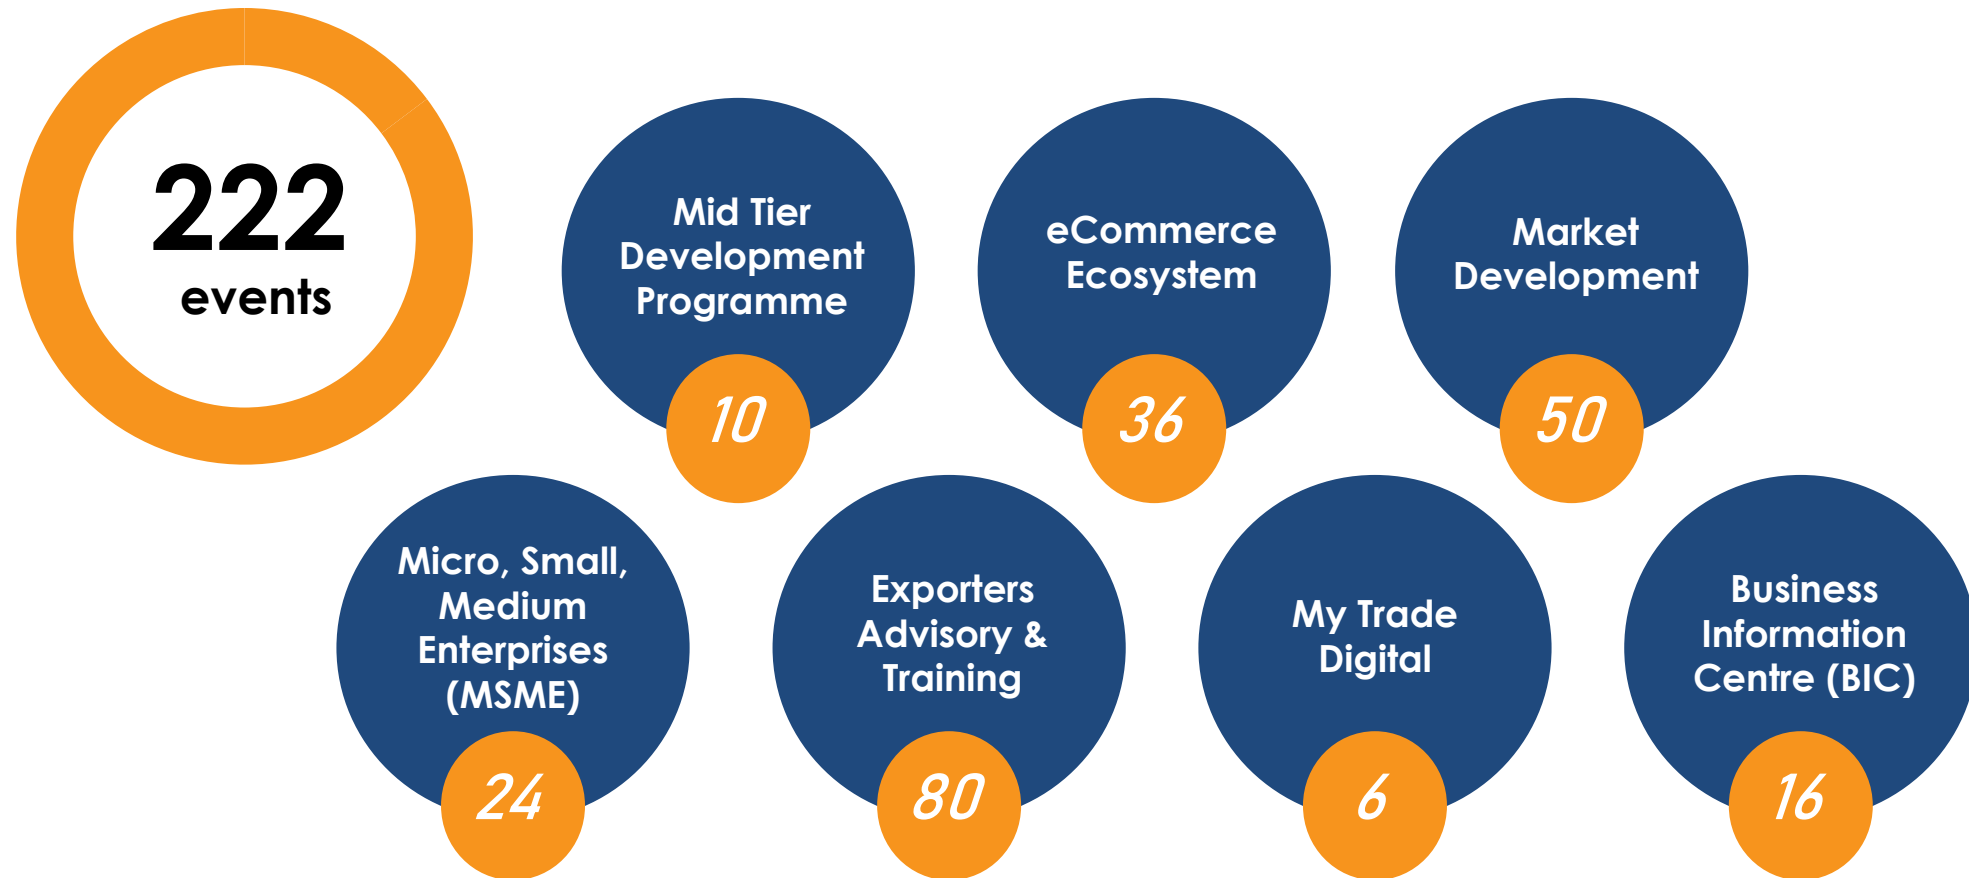 222
events
Mid Tier
Development
Programme
10
eCommerce
Ecosystem
36
Market
Development
50
Micro, Small,
Medium
Enterprises
(MSME)
24
Exporters
Advisory &
Training
80
My Trade
Digital
6
Business
Information
Centre (BIC)
16